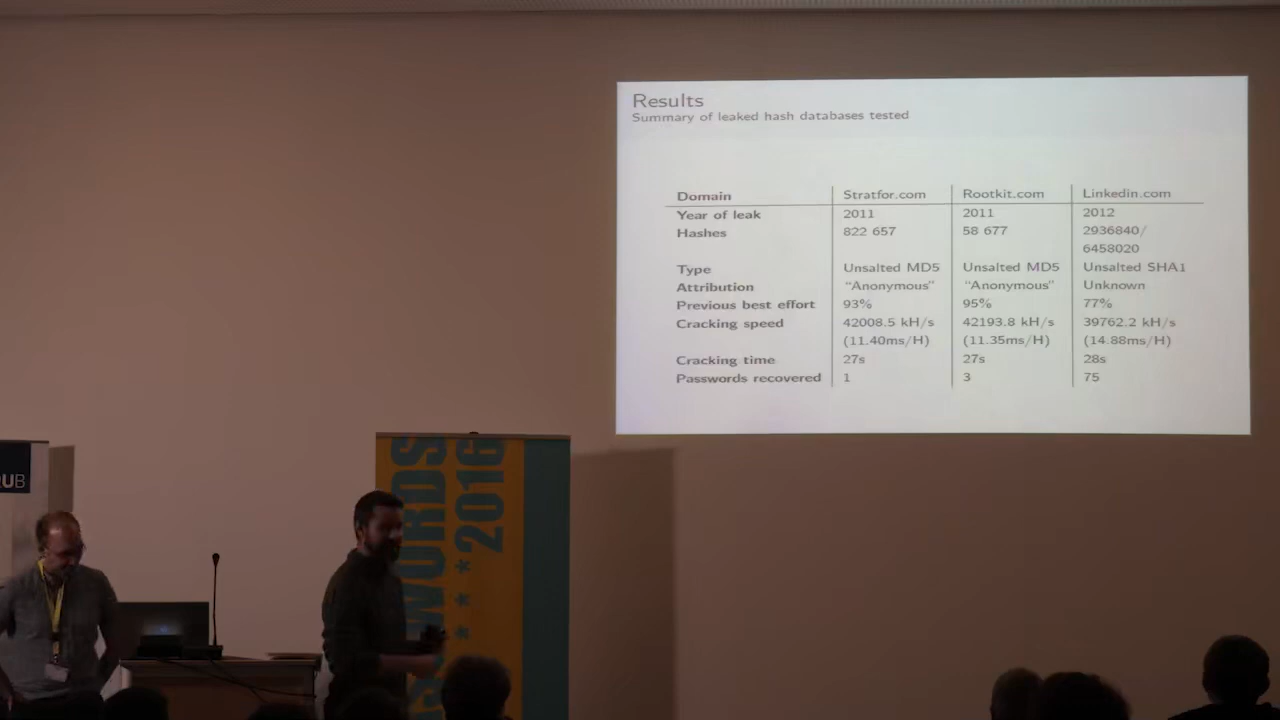 Results
Summary of leaked hash databases tested
Domain Stratfor.com Rootkit.com Linkedin.com
Year of leak 2011 2011 2012
Hashes 822 657 58 677 2936840/
6458020
Type Unsalted MD5 Unsalted MD5 Unsalted SHA1
Attribution “Anonymous” “Anonymous” Unknown
Previous best effort 93% 95% 77%
Cracking speed 42008.5 kH/s 42193.8 kH/s 39762.2 kH/s
(11.40ms/H) (11.35ms/H) (14.88ms/H)
Cracking time 27s 27s 28s
Passwords recovered 1 3 75
WORDS
2016
****
UB